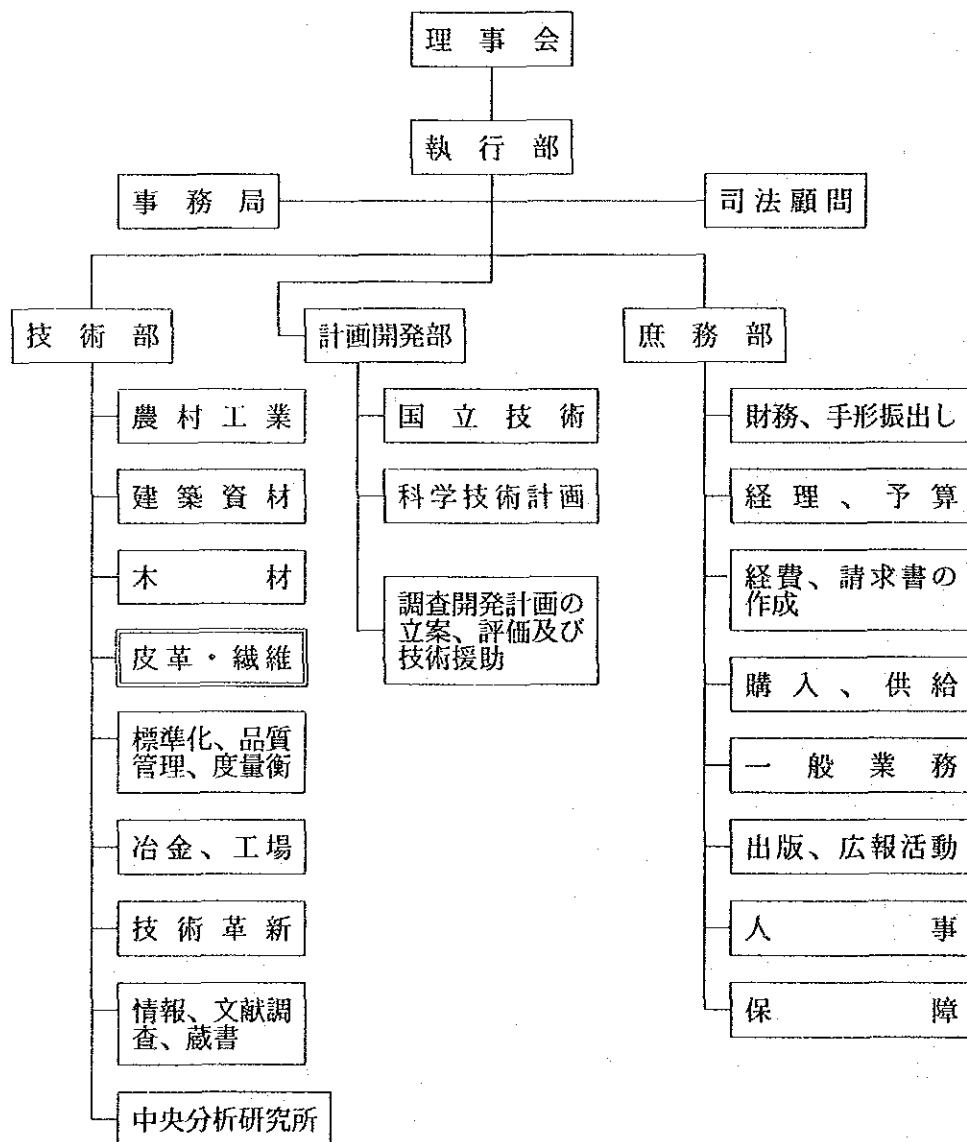 理事会
執行部
事務局
司法顧問
技術部
計画開発部
庶務部
農村工業
建築資材
木材
皮革・繊維
標準化、品質
管理、度量衡
冶金、工場
技術革新
情報、文献調
査、蔵書
中央分析研究所
国立技術
科学技術計画
調査開発計画の
立案、評価及び
技術援助
財務、手形振出し
経理、予算
経費、請求書の
作成
購入、供給
一般業務
出版、広報活動
人事
保障